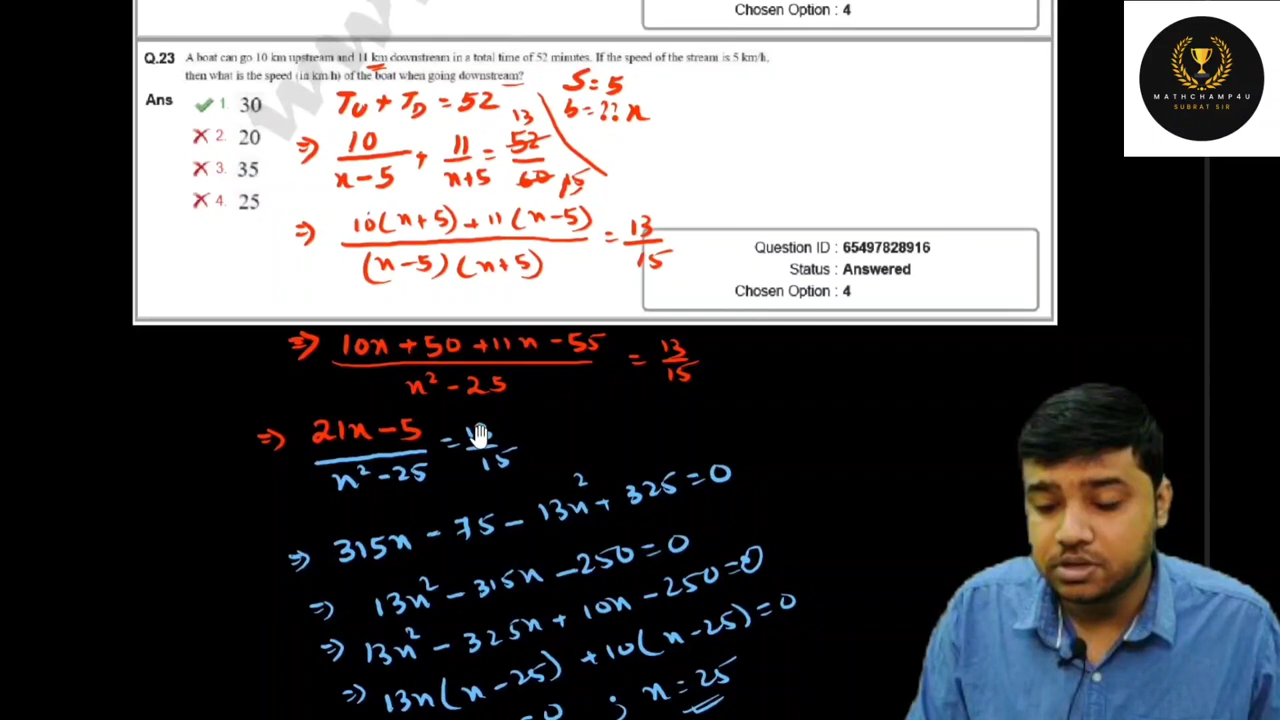 Chosen Option : 4
Q.23 A boat can go 10 km upstream and 11 km downstream in a total time of 52 minutes. If the speed of the stream is 5 km/h,
then what is the speed (in km/h) of the boat when going downstream?
S = 5
Ans
1. 30
TU + TD = 52
b = ?? x
2. 20
⇒ 10/(x-5) + 11/(x+5) = 52/60
13
15
3. 35
4. 25
⇒ (10(x+5) + 11(x-5))/((x-5)(x+5)) = 13/15
Question ID : 65497828916
Status : Answered
Chosen Option : 4
⇒ (10x + 50 + 11x - 55)/(x² - 25) = 13/15
⇒ (21x - 5)/(x² - 25) = /15
⇒ 315x - 75 - 13x² + 325 = 0
⇒ 13x² - 315x - 250 = 0
⇒ 13x² - 325x + 10x - 250 = 0
⇒ 13x(x - 25) + 10(x - 25) = 0
= 0 ; x = 25
MATHCHAMP4U
SUBRAT SIR